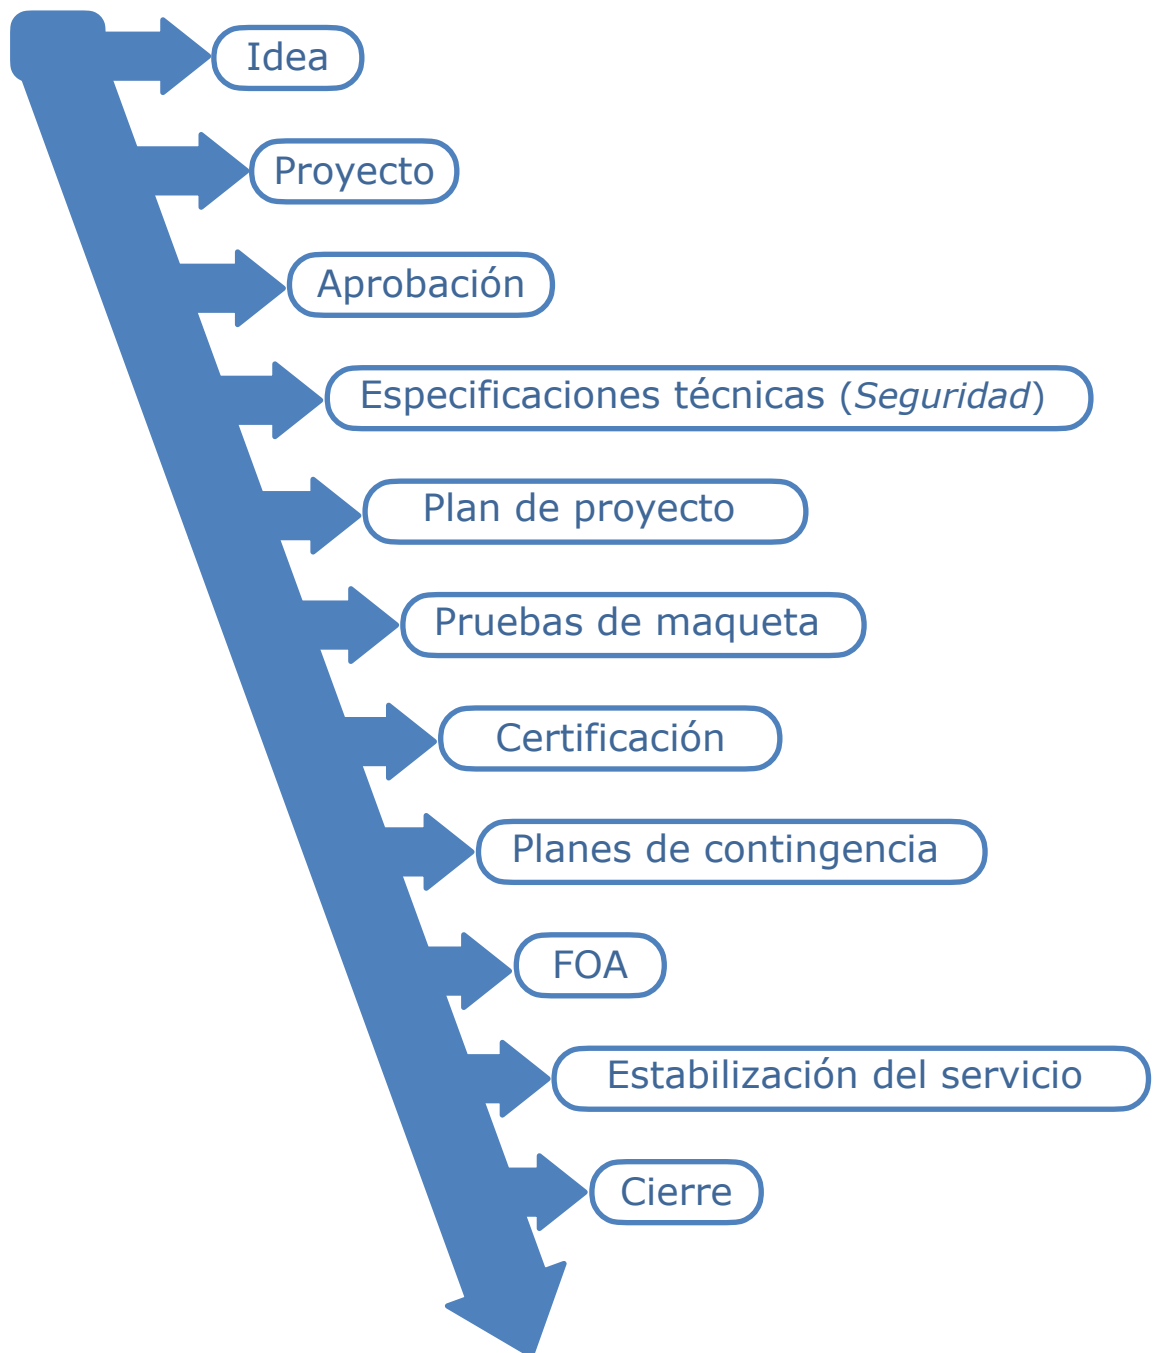 Idea
Proyecto
Aprobación
Especificaciones técnicas (Seguridad)
Plan de proyecto
Pruebas de maqueta
Certificación
Planes de contingencia
FOA
Estabilización del servicio
Cierre